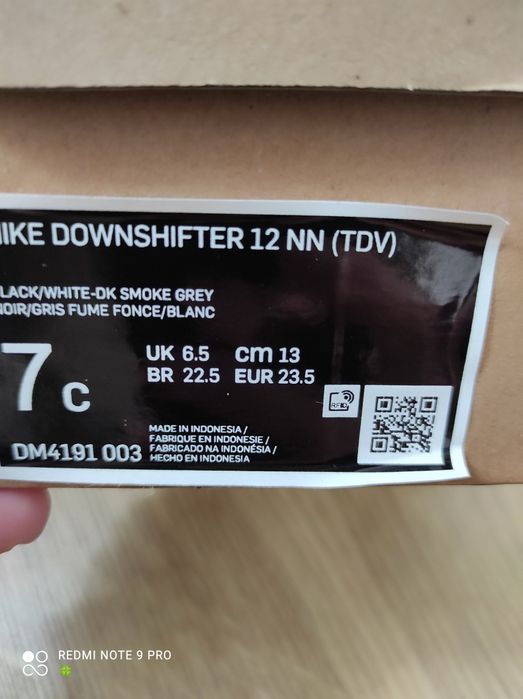 IKE DOWNSHIFTER 12 NN (TDV)
LACK/WHITE-DK SMOKE GREY
NOIR/GRIS FUME FONCE/BLANC
7c
UK 6.5 cm 13
BR 22.5 EUR 23.5
RFID
MADE IN INDONESIA /
FABRIQUE EN INDONESIE /
FABRICADO NA INDONÉSIA /
HECHO EN INDONESIA
DM4191 003
REDMI NOTE 9 PRO